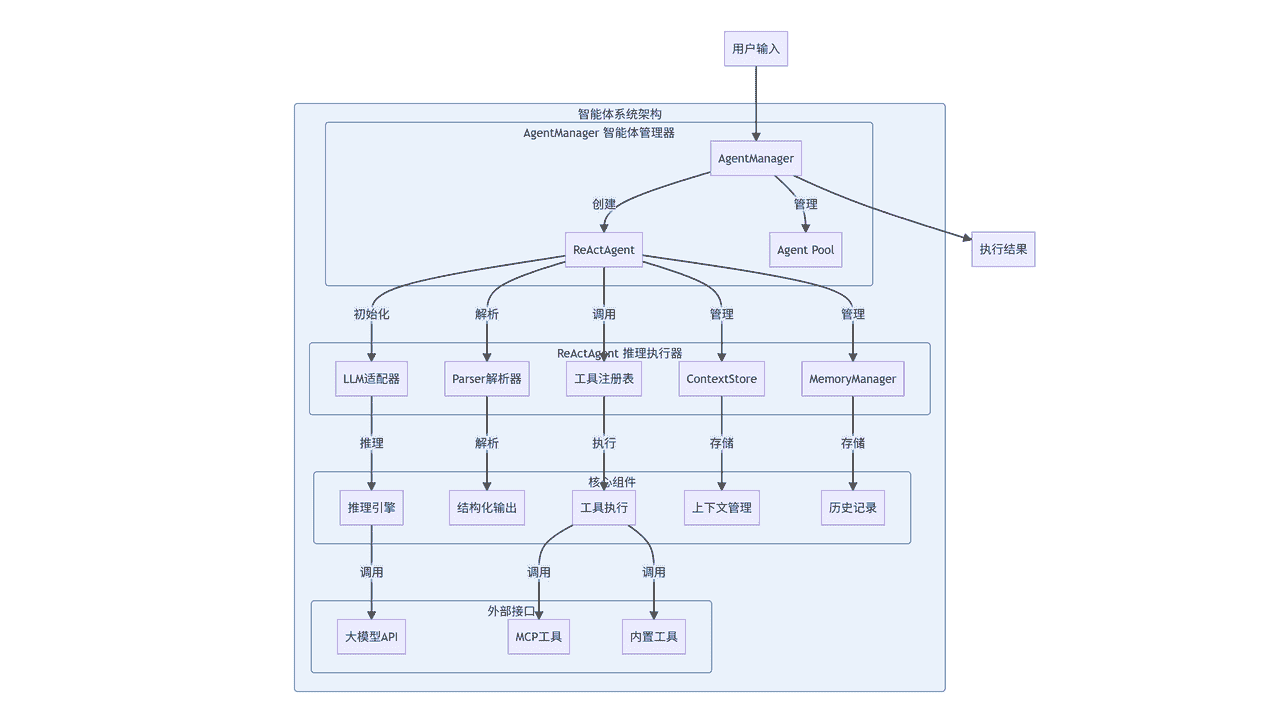 用户输入
智能体系统架构
AgentManager 智能体管理器
AgentManager
创建
管理
ReActAgent
Agent Pool
执行结果
初始化
解析
调用
管理
管理
ReActAgent 推理执行器
LLM适配器
Parser解析器
工具注册表
ContextStore
MemoryManager
推理
解析
执行
存储
存储
核心组件
推理引擎
结构化输出
工具执行
上下文管理
历史记录
调用
调用
调用
外部接口
大模型API
MCP工具
内置工具